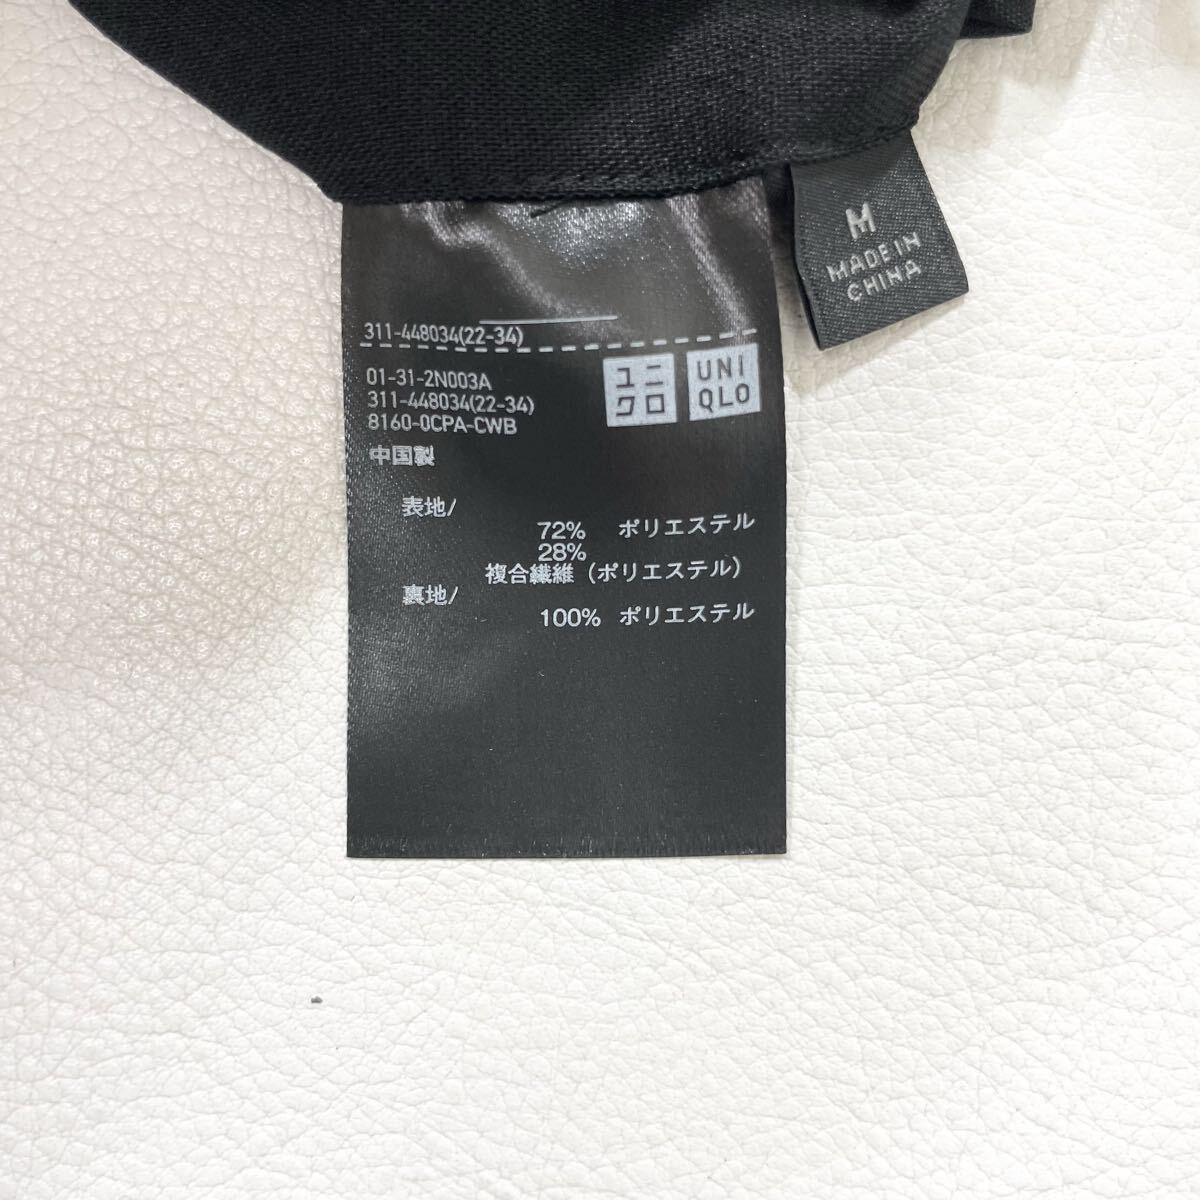 M
MADE IN
CHINA
311-448034(22-34)
01-31-2N003A
311-448034(22-34)
8160-0CPA-CWB
中国製
ユニ
クロ
UNI
QLO
表地/
72% ポリエステル
28%
複合繊維 (ポリエステル)
裏地/
100% ポリエステル